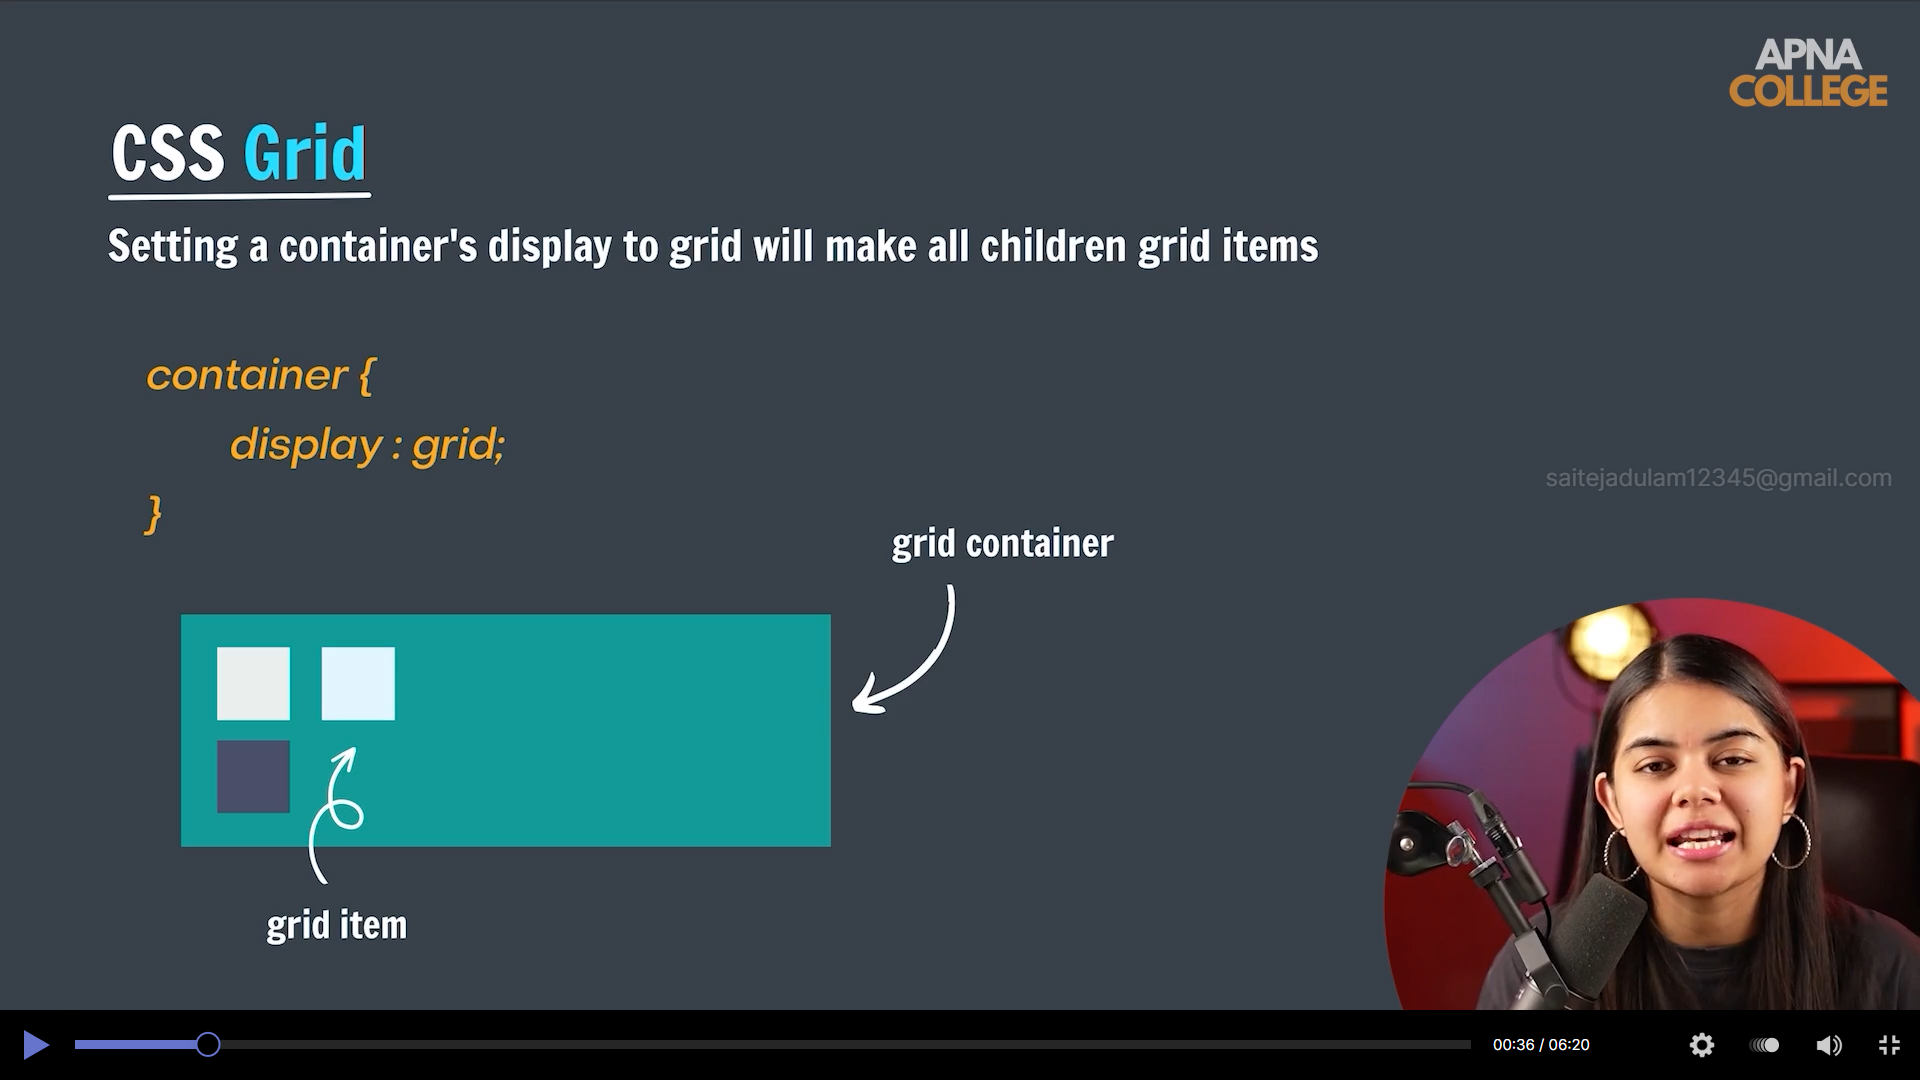 APNA
COLLEGE
CSS Grid
Setting a container's display to grid will make all children grid items
container {
display : grid;
}
saitejadulam12345@gmail.com
grid container
grid item
00:36 / 06:20